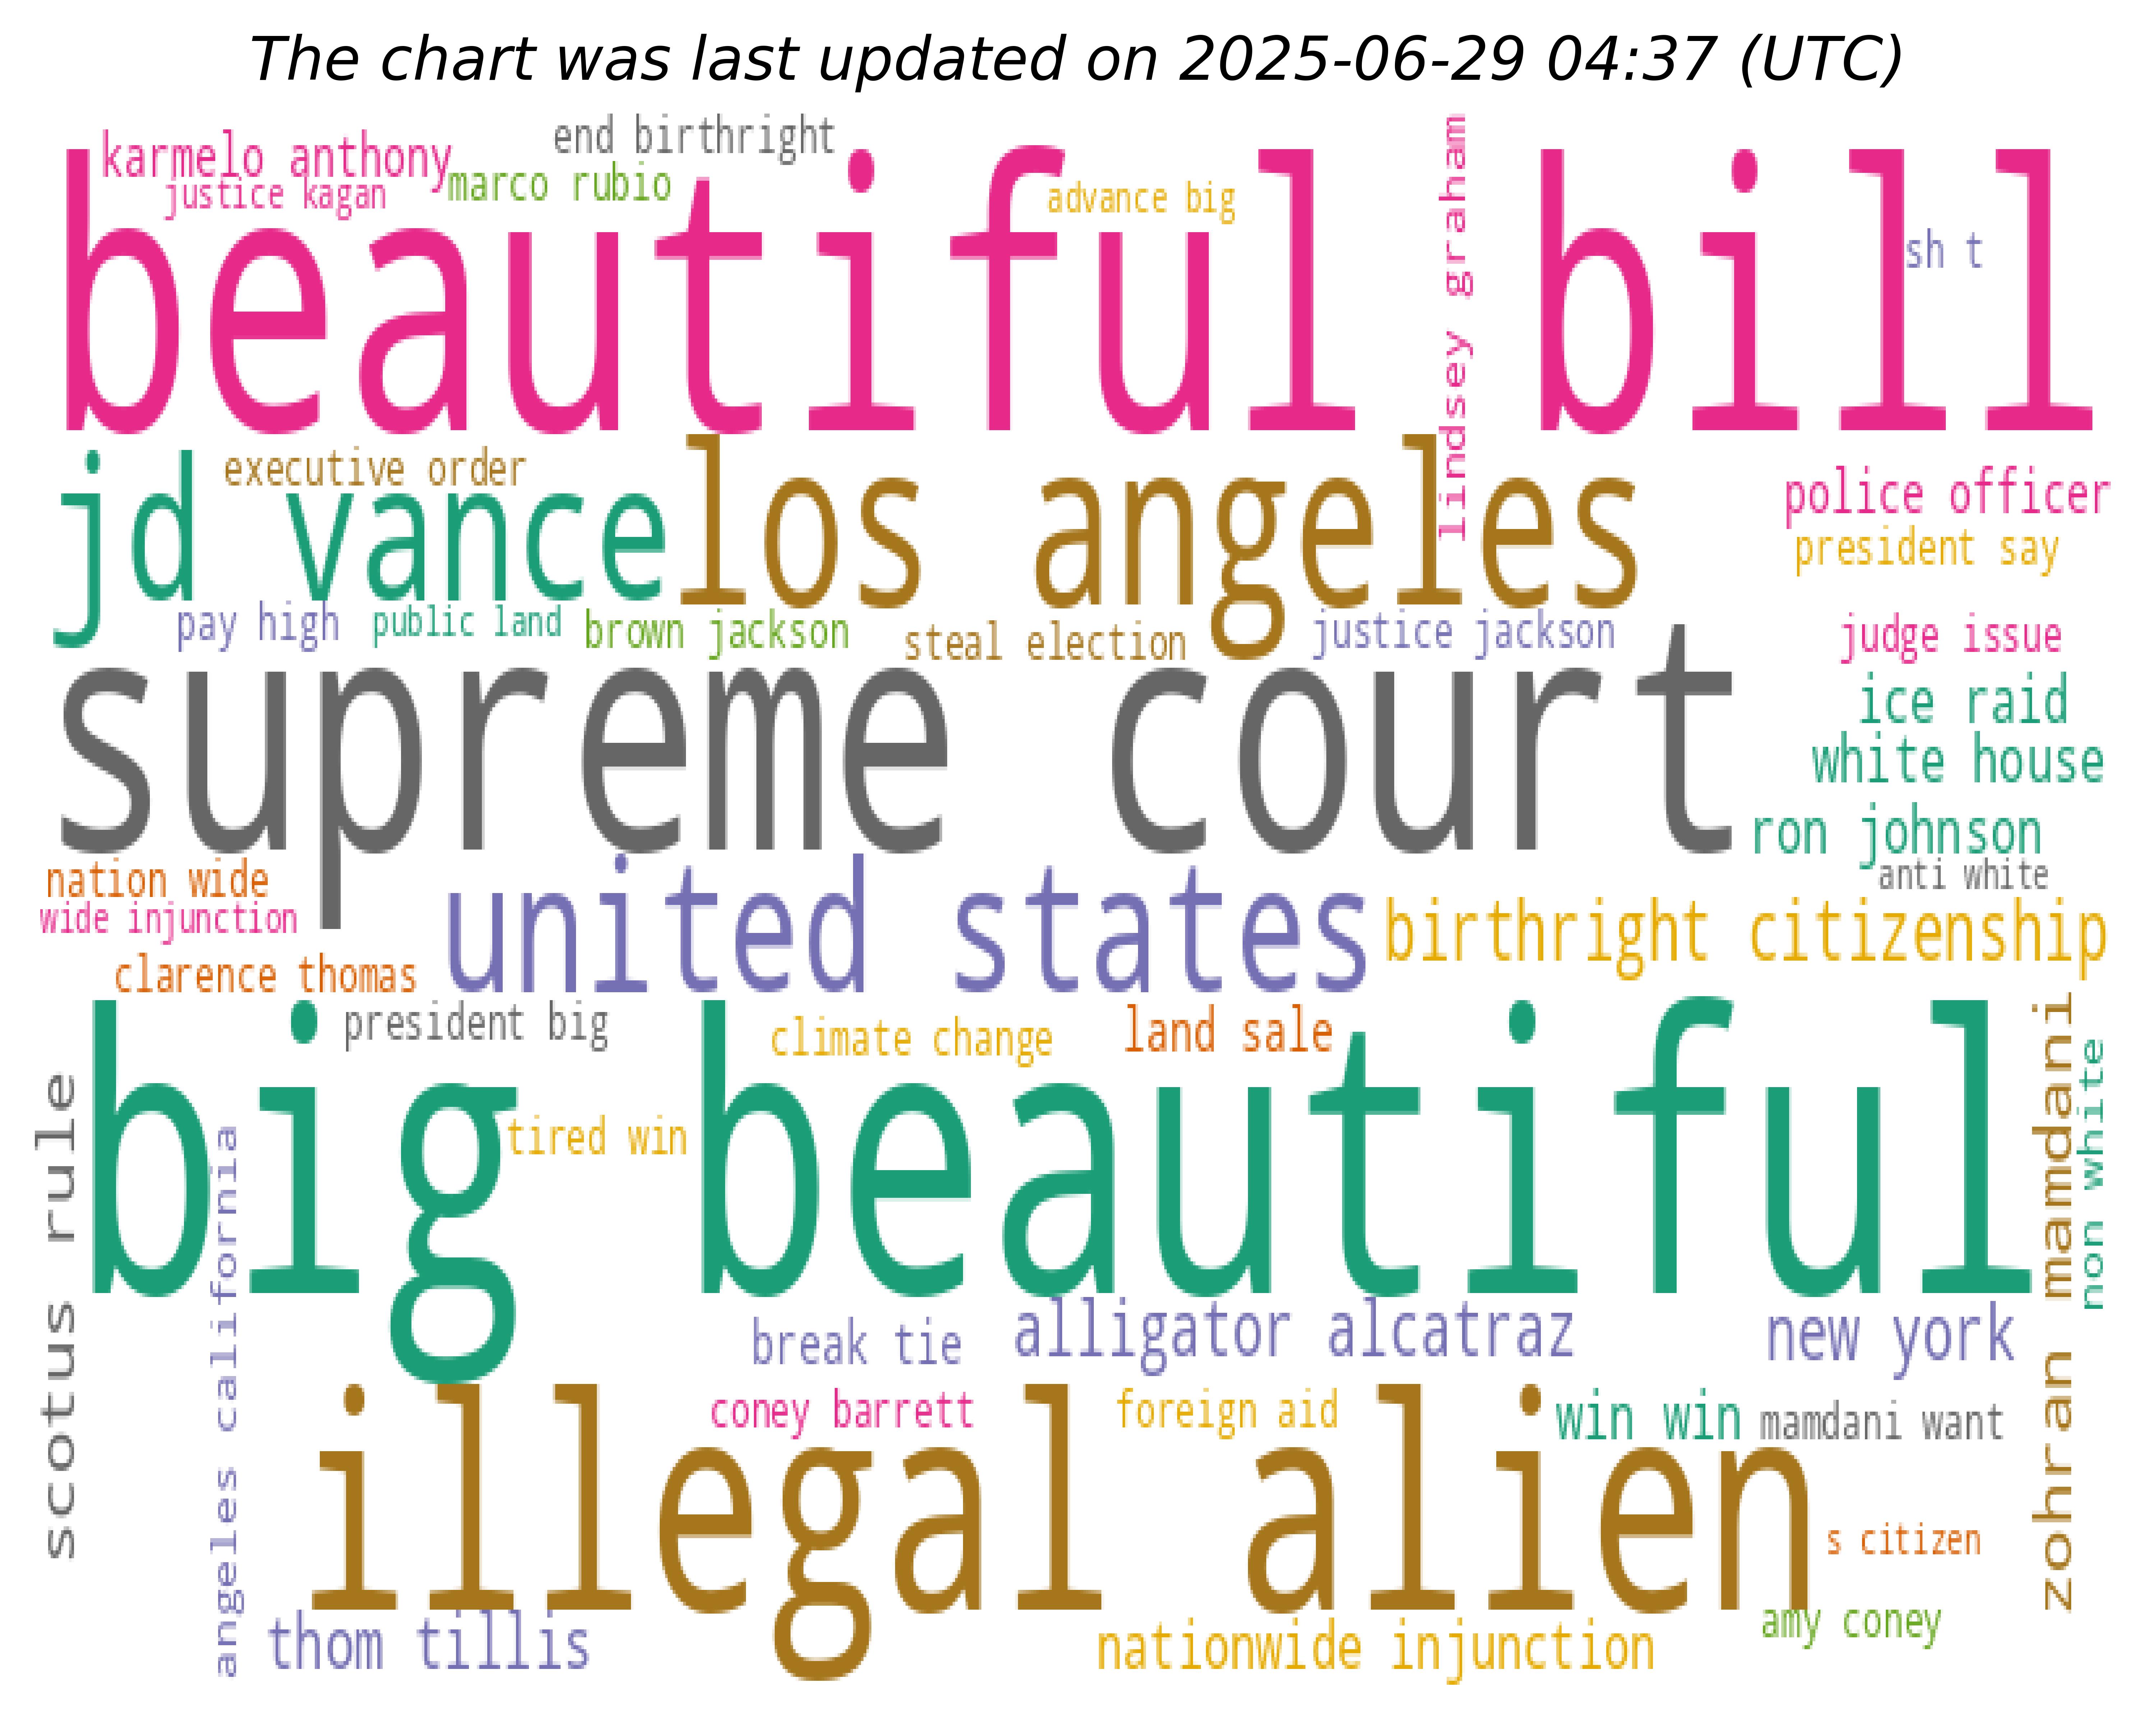 The chart was last updated on 2025-06-29 04:37 (UTC)
end birthright
karmelo anthony
justice kagan
marco rubio
advance big
lindsey graham
sh t
beautiful bill
executive order
jd vance
los angeles
police officer
president say
pay high
public land
brown jackson
steal election
justice jackson
judge issue
supreme court
ice raid
white house
ron johnson
anti white
nation wide
wide injunction
united states
birthright citizenship
clarence thomas
president big
climate change
land sale
zohran mamdani
non white
scotus rule
angeles california
big beautiful
tired win
break tie
alligator alcatraz
new york
coney barrett
foreign aid
win win
mamdani want
illegal alien
s citizen
amy coney
thom tillis
nationwide injunction